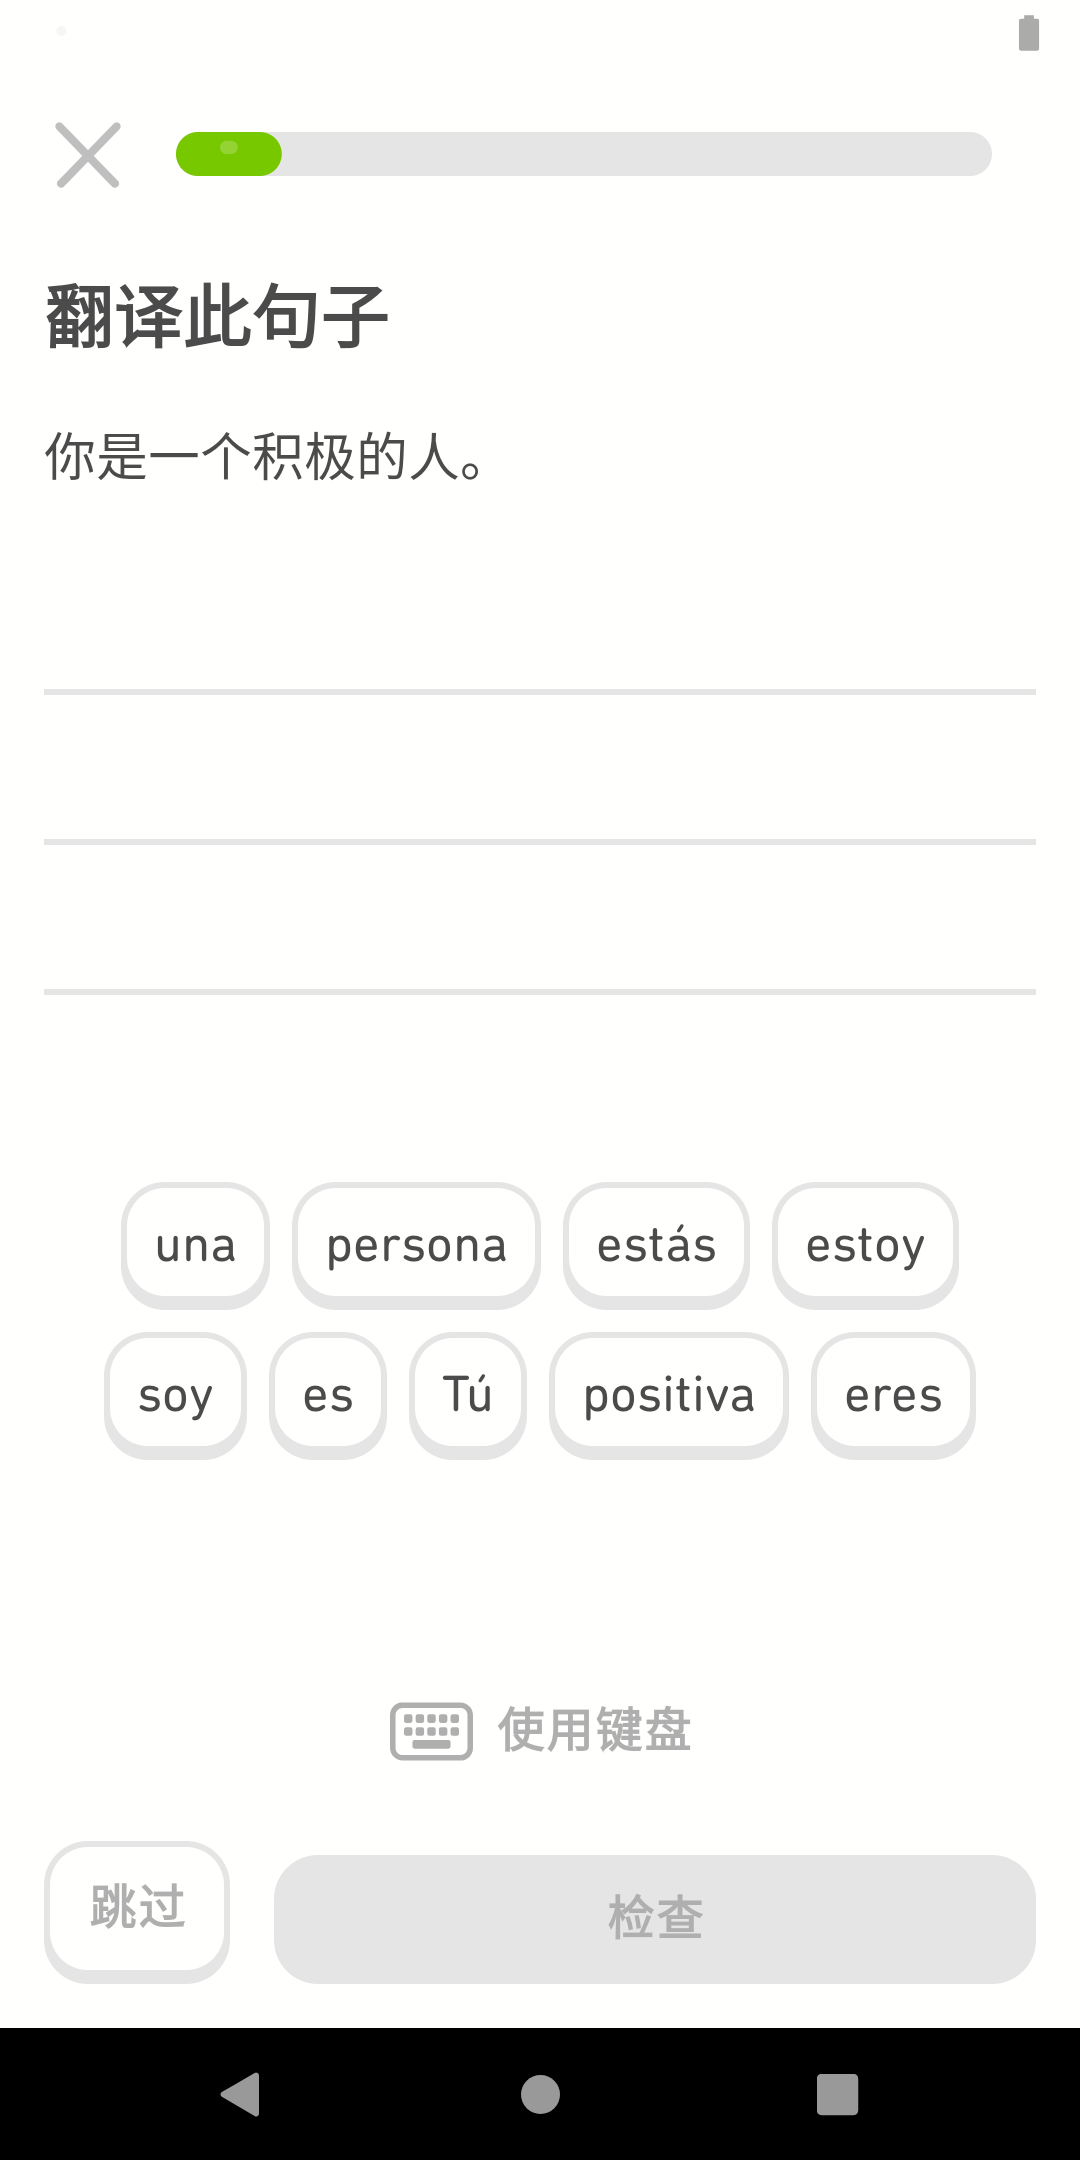 翻译此句子
你是一个积极的人。
una persona estás estoy
soy es Tú positiva eres
使用键盘
跳过 检查